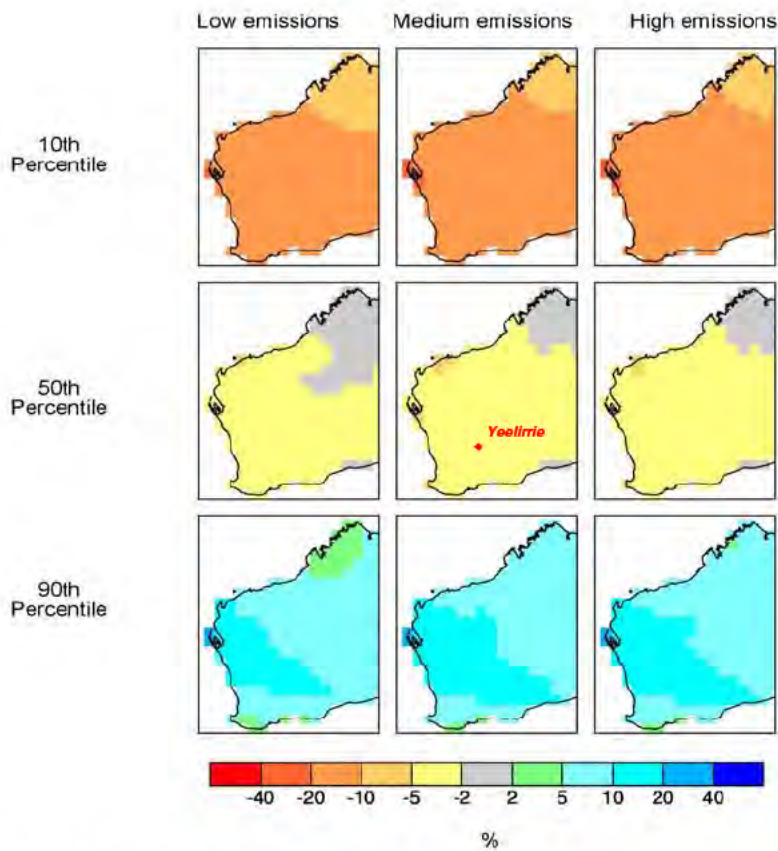 Low emissions Medium emissions High emissions
10th
Percentile
50th
Percentile
Yeelirrie
90th
Percentile
-40 -20 -10 -5 -2 2 5 10 20 40
%